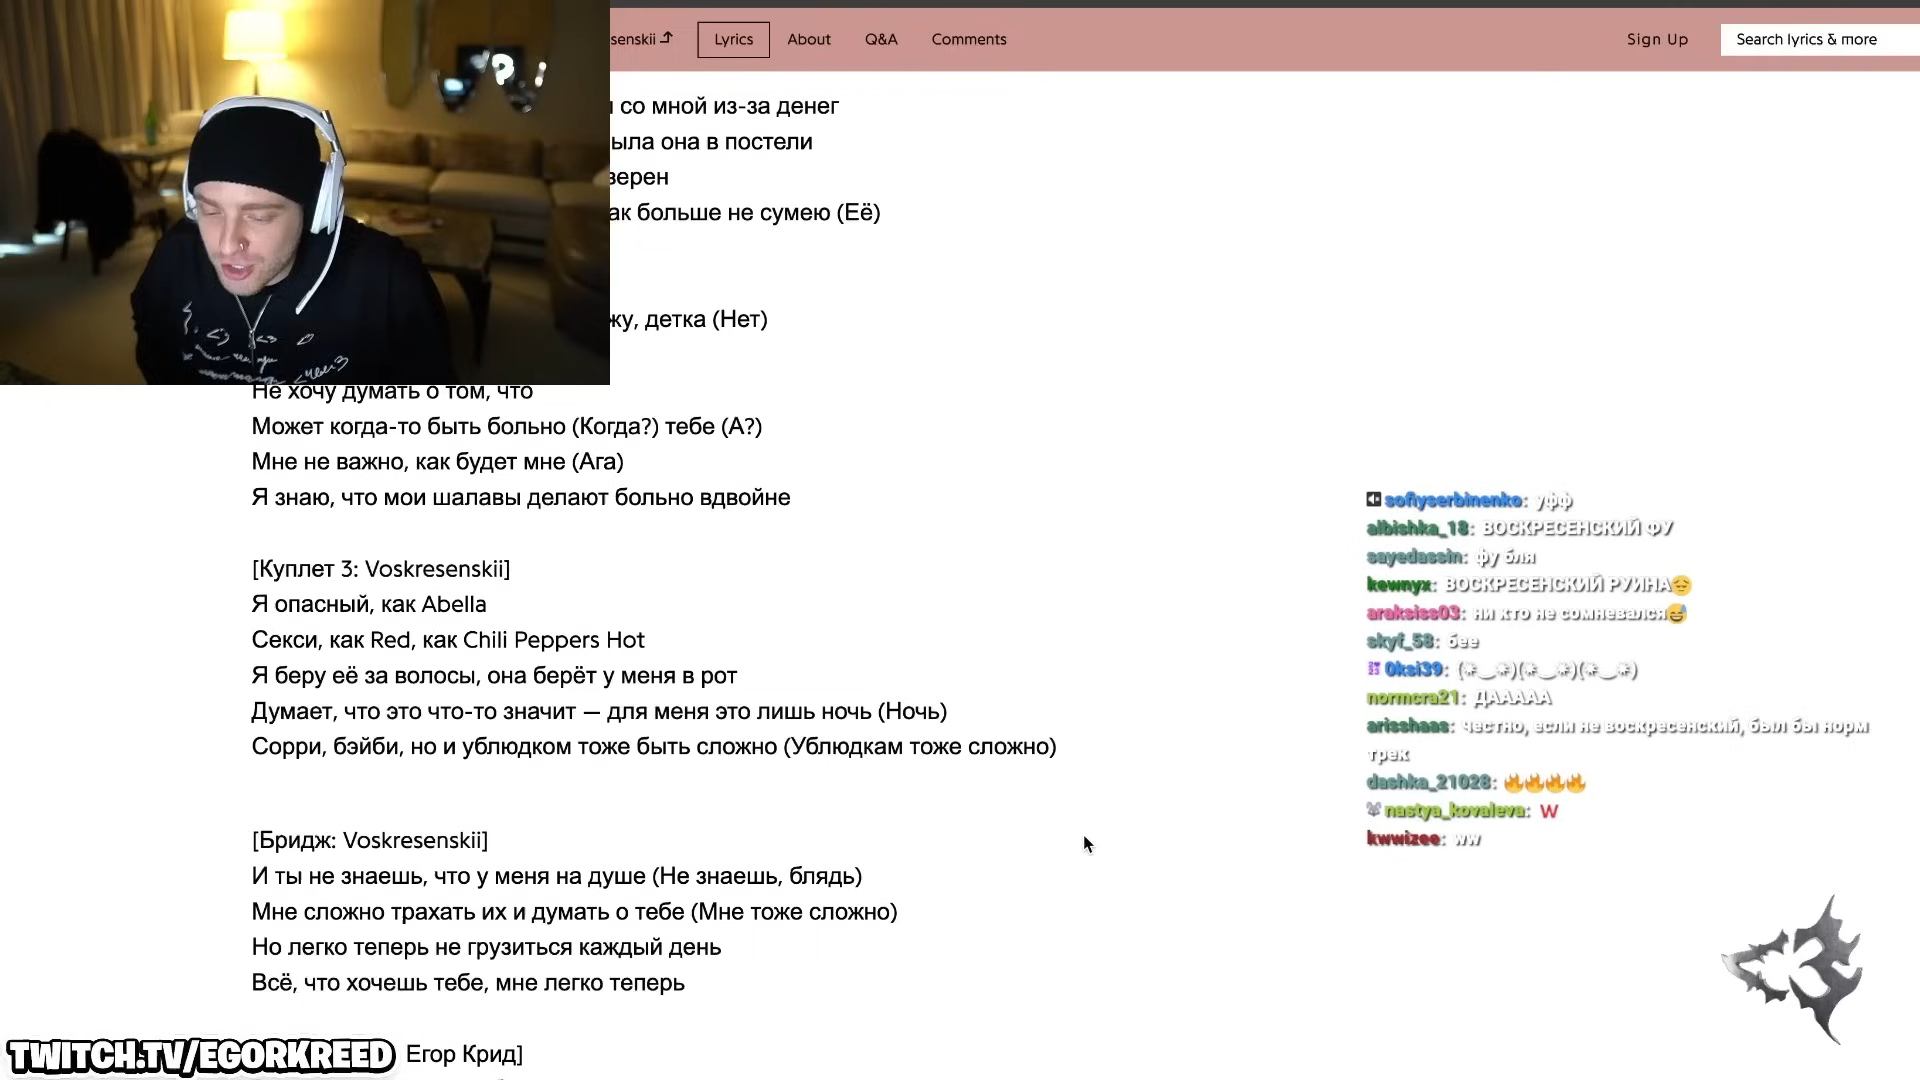 senskii
Lyrics
About
Q&A
Comments
Sign Up
Search lyrics & more
со мной из-за денег
ыла она в постели
верен
ак больше не сумею (Её)
жу, детка (Нет)
Не хочу думать о том, что
Может когда-то быть больно (Когда?) тебе (А?)
Мне не важно, как будет мне (Ага)
Я знаю, что мои шалавы делают больно вдвойне
[Куплет 3: Voskresenskii]
Я опасный, как Abella
Секси, как Red, как Chili Peppers Hot
Я беру её за волосы, она берёт у меня в рот
Думает, что это что-то значит — для меня это лишь ночь (Ночь)
Сорри, бэйби, но и ублюдком тоже быть сложно (Ублюдкам тоже сложно)
[Бридж: Voskresenskii]
И ты не знаешь, что у меня на душе (Не знаешь, блядь)
Мне сложно трахать их и думать о тебе (Мне тоже сложно)
Но легко теперь не грузиться каждый день
Всё, что хочешь тебе, мне легко теперь
Егор Крид]
sofiyserbinenko: уфф
albishka_18: ВОСКРЕСЕНСКИЙ ФУ
sayedassin: фу бля
kewnyx: ВОСКРЕСЕНСКИЙ РУИНА😔
araksiss03: ни кто не сомневался😅
skyf_58: бее
0ksi39: (*‿*)(*‿*)(*‿*)
normcra21: ДААААА
arisshaas: честно, если не воскресенский, был бы норм
трек
dashka_21028: 🔥🔥🔥🔥
nastya_kovaleva: W
kwwizee: ww
TWITCH.TV/EGORKREED